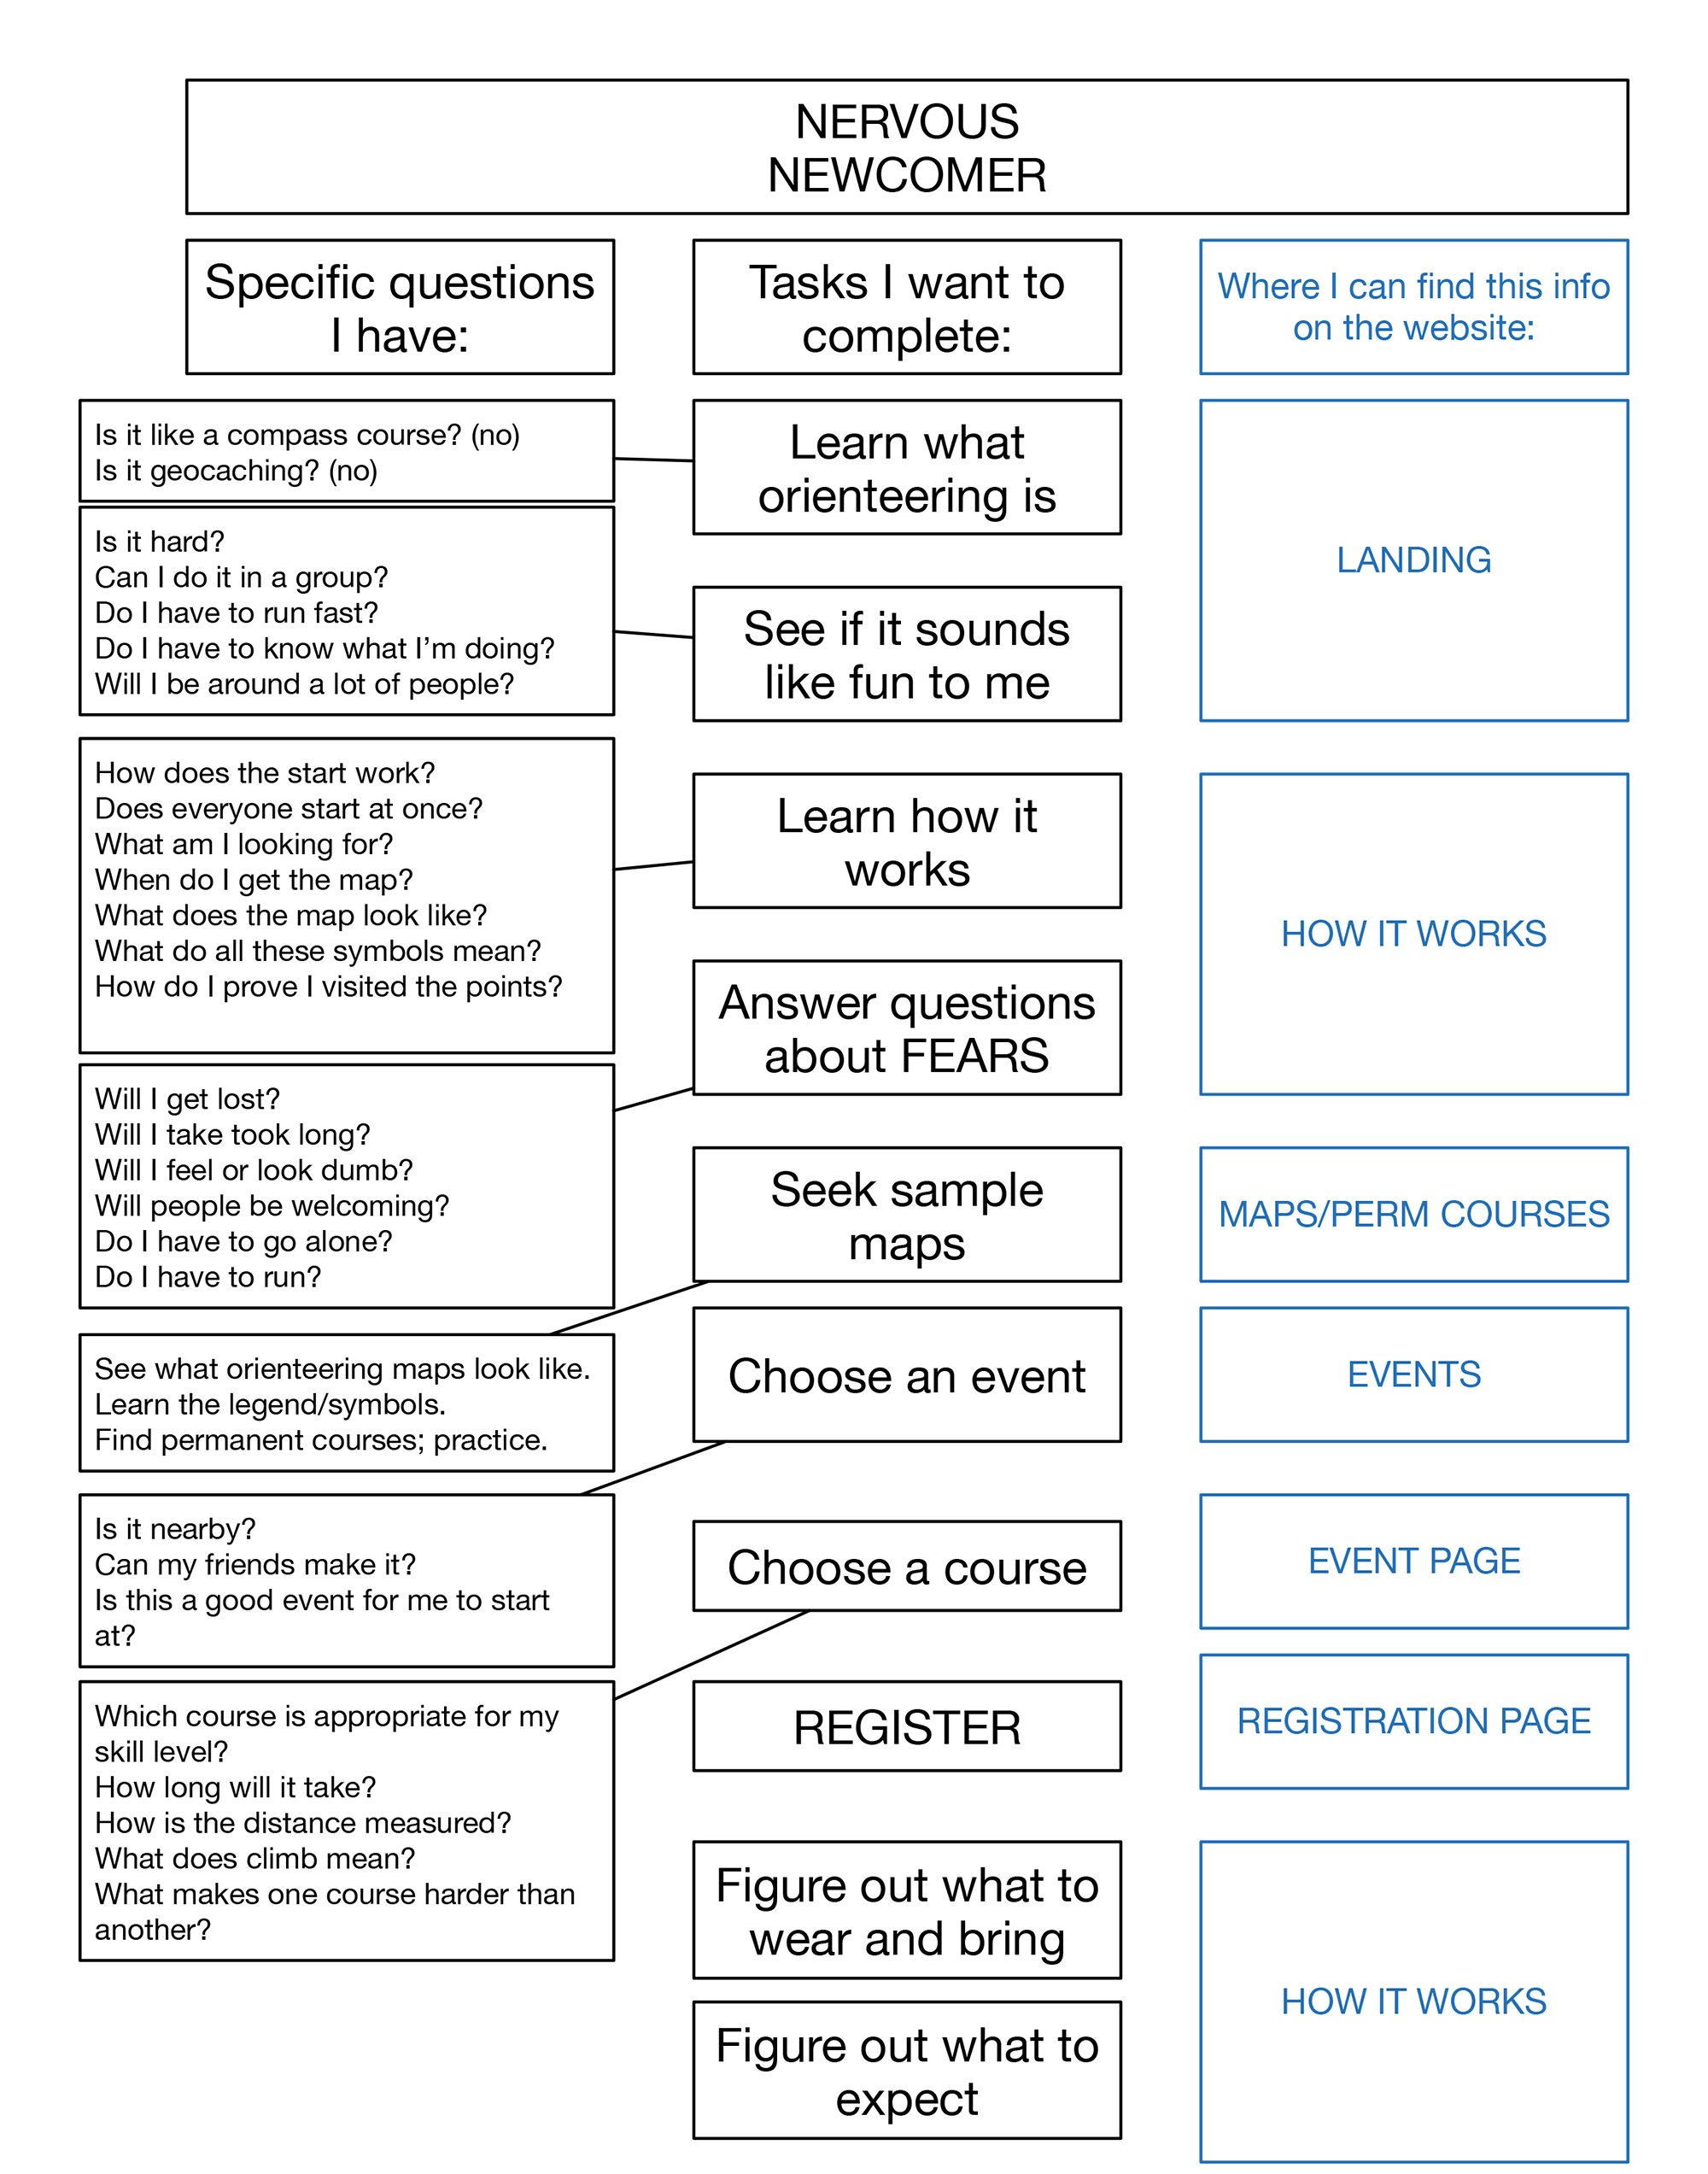 NERVOUS
NEWCOMER
Specific questions
I have:
Tasks I want to
complete:
Where I can find this info
on the website:
Is it like a compass course? (no)
Is it geocaching? (no)
Is it hard?
Can I do it in a group?
Do I have to run fast?
Do I have to know what I’m doing?
Will I be around a lot of people?
How does the start work?
Does everyone start at once?
What am I looking for?
When do I get the map?
What does the map look like?
What do all these symbols mean?
How do I prove I visited the points?
Will I get lost?
Will I take took long?
Will I feel or look dumb?
Will people be welcoming?
Do I have to go alone?
Do I have to run?
See what orienteering maps look like.
Learn the legend/symbols.
Find permanent courses; practice.
Is it nearby?
Can my friends make it?
Is this a good event for me to start
at?
Which course is appropriate for my
skill level?
How long will it take?
How is the distance measured?
What does climb mean?
What makes one course harder than
another?
Learn what
orienteering is
See if it sounds
like fun to me
Learn how it
works
Answer questions
about FEARS
Seek sample
maps
Choose an event
Choose a course
REGISTER
Figure out what to
wear and bring
Figure out what to
expect
LANDING
HOW IT WORKS
MAPS/PERM COURSES
EVENTS
EVENT PAGE
REGISTRATION PAGE
HOW IT WORKS